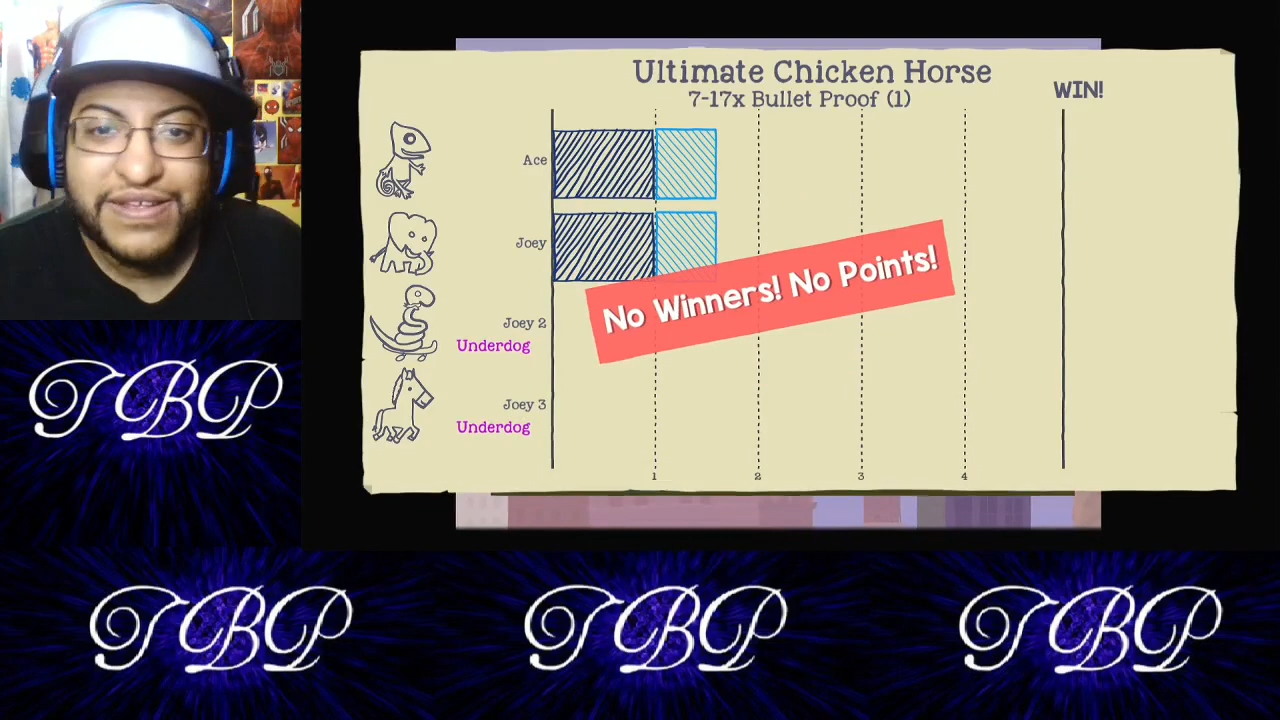 Ultimate Chicken Horse
7-17x Bullet Proof (1)
WIN!
Ace
Joey
No Winners! No Points!
Joey 2
Underdog
Joey 3
Underdog
1 2 3 4
TBP
TBP TBP TBP